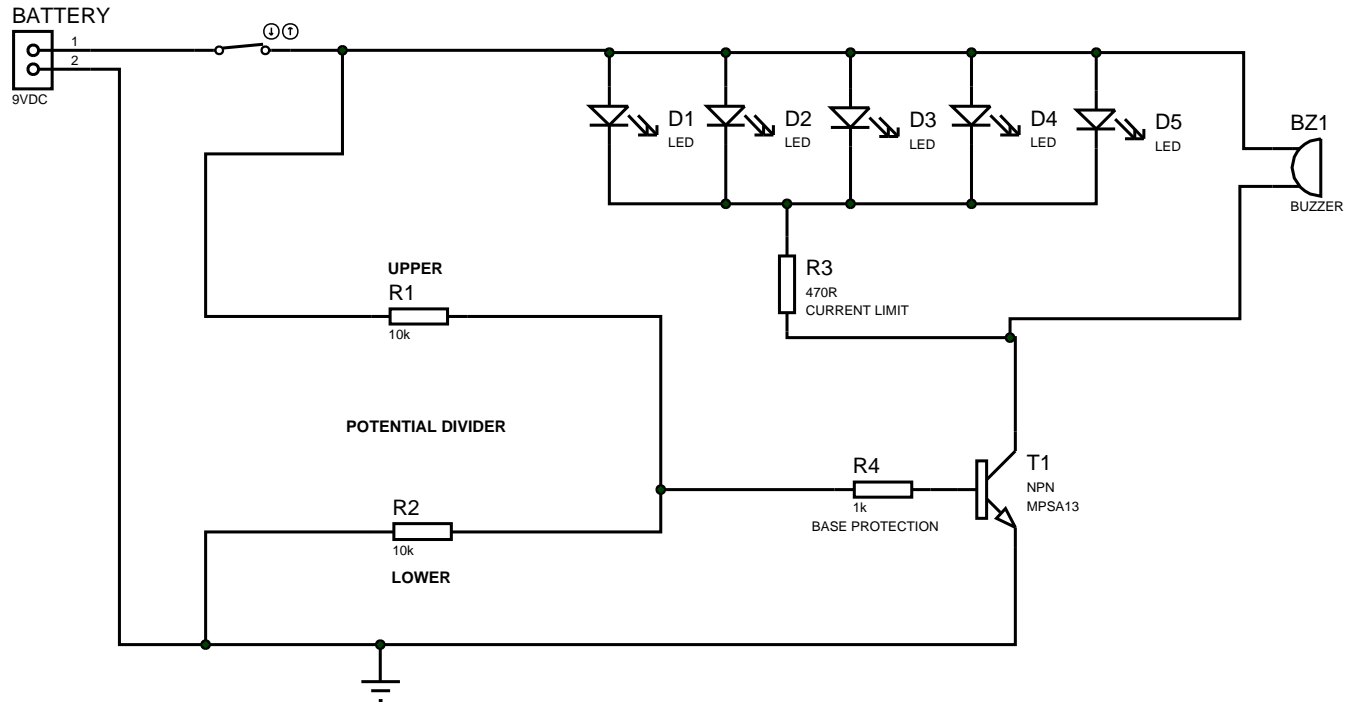 BATTERY
1
2
9VDC
D1
LED
D2
LED
D3
LED
D4
LED
D5
LED
BZ1
BUZZER
UPPER
R1
10k
R3
470R
CURRENT LIMIT
POTENTIAL DIVIDER
R2
10k
LOWER
R4
1k
BASE PROTECTION
T1
NPN
MPSA13